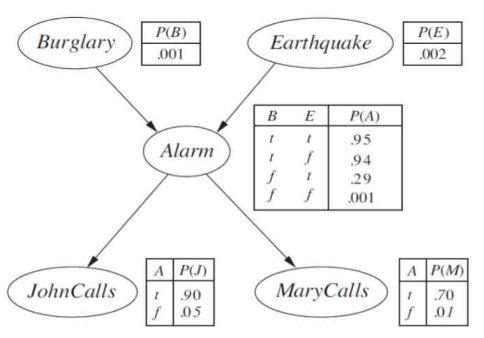 Burglary
P(B)
.001
Earthquake
P(E)
.002
Alarm
B E P(A)
t t .95
t f .94
f t .29
f f .001
JohnCalls
A P(J)
t .90
f .05
MaryCalls
A P(M)
t .70
f .01